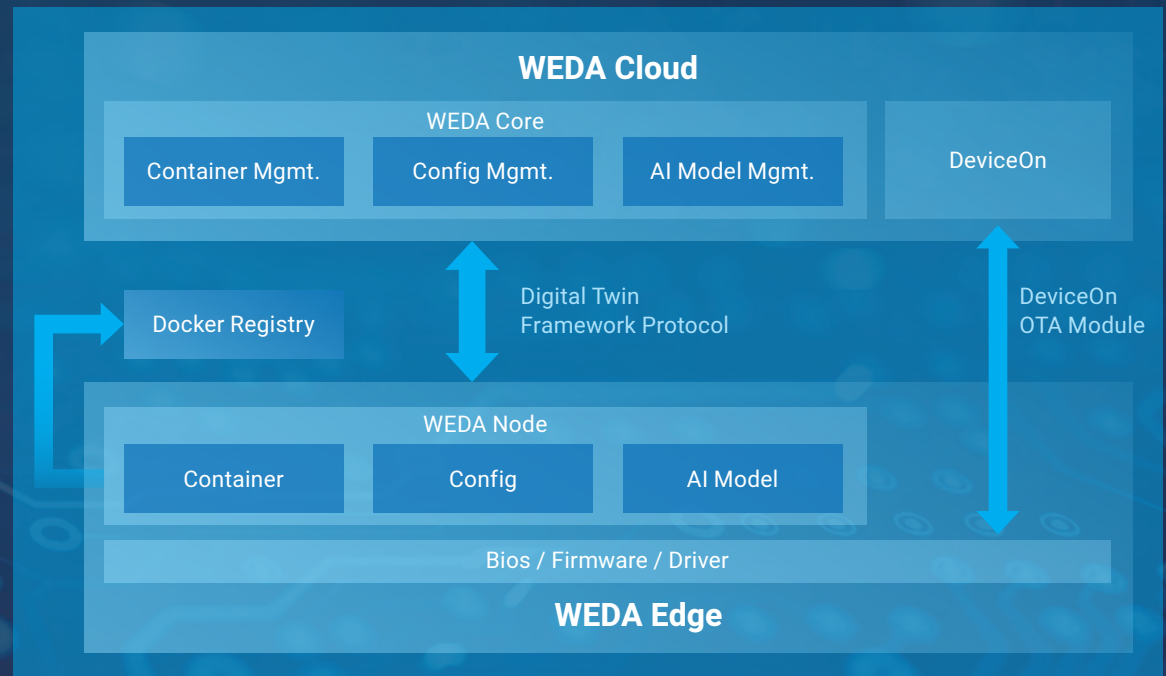 WEDA Cloud
WEDA Core
Container Mgmt.
Config Mgmt.
AI Model Mgmt.
DeviceOn
Docker Registry
Digital Twin
Framework Protocol
DeviceOn
OTA Module
WEDA Node
Container
Config
AI Model
Bios / Firmware / Driver
WEDA Edge